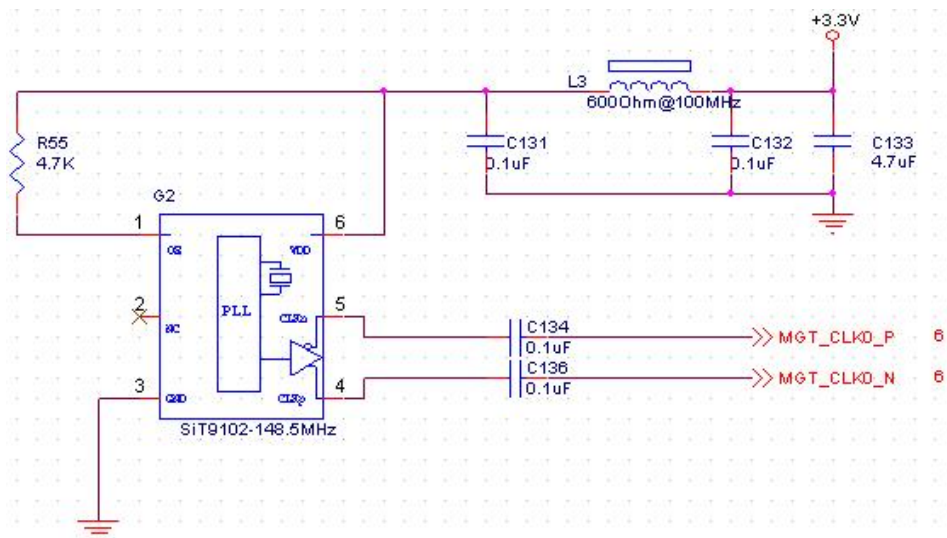 +3.3V
L3
600Ohm@100MHz
R55
4.7K
C131
0.1uF
C132
0.1uF
C133
4.7uF
G2
1
6
OE
VDD
2
5
PLL
NC
CLKn
C134
0.1uF
MGT_CLK0_P 6
C136
0.1uF
MGT_CLK0_N 6
3
4
GND
CLKp
SiT9102-148.5MHz